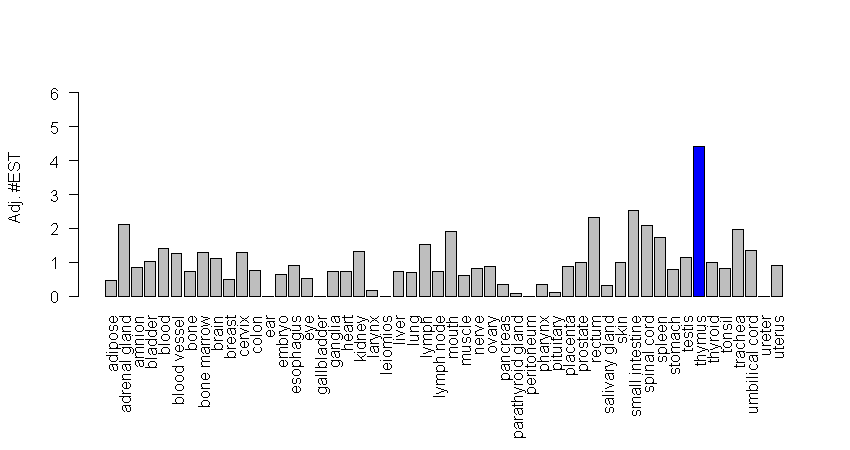 Adj. #EST
6
5
4
3
2
1
0
adipose
adrenal gland
amnion
bladder
blood
blood vessel
bone
bone marrow
brain
breast
cervix
colon
ear
embryo
esophagus
eye
gallbladder
ganglia
heart
kidney
larynx
leiomios
liver
lung
lymph
lymph node
mouth
muscle
nerve
ovary
pancreas
parathyroid gland
peritoneum
pharynx
pituitary
placenta
prostate
rectum
salivary gland
skin
small intestine
spinal cord
spleen
stomach
testis
thymus
thyroid
tonsil
trachea
umbilical cord
ureter
uterus